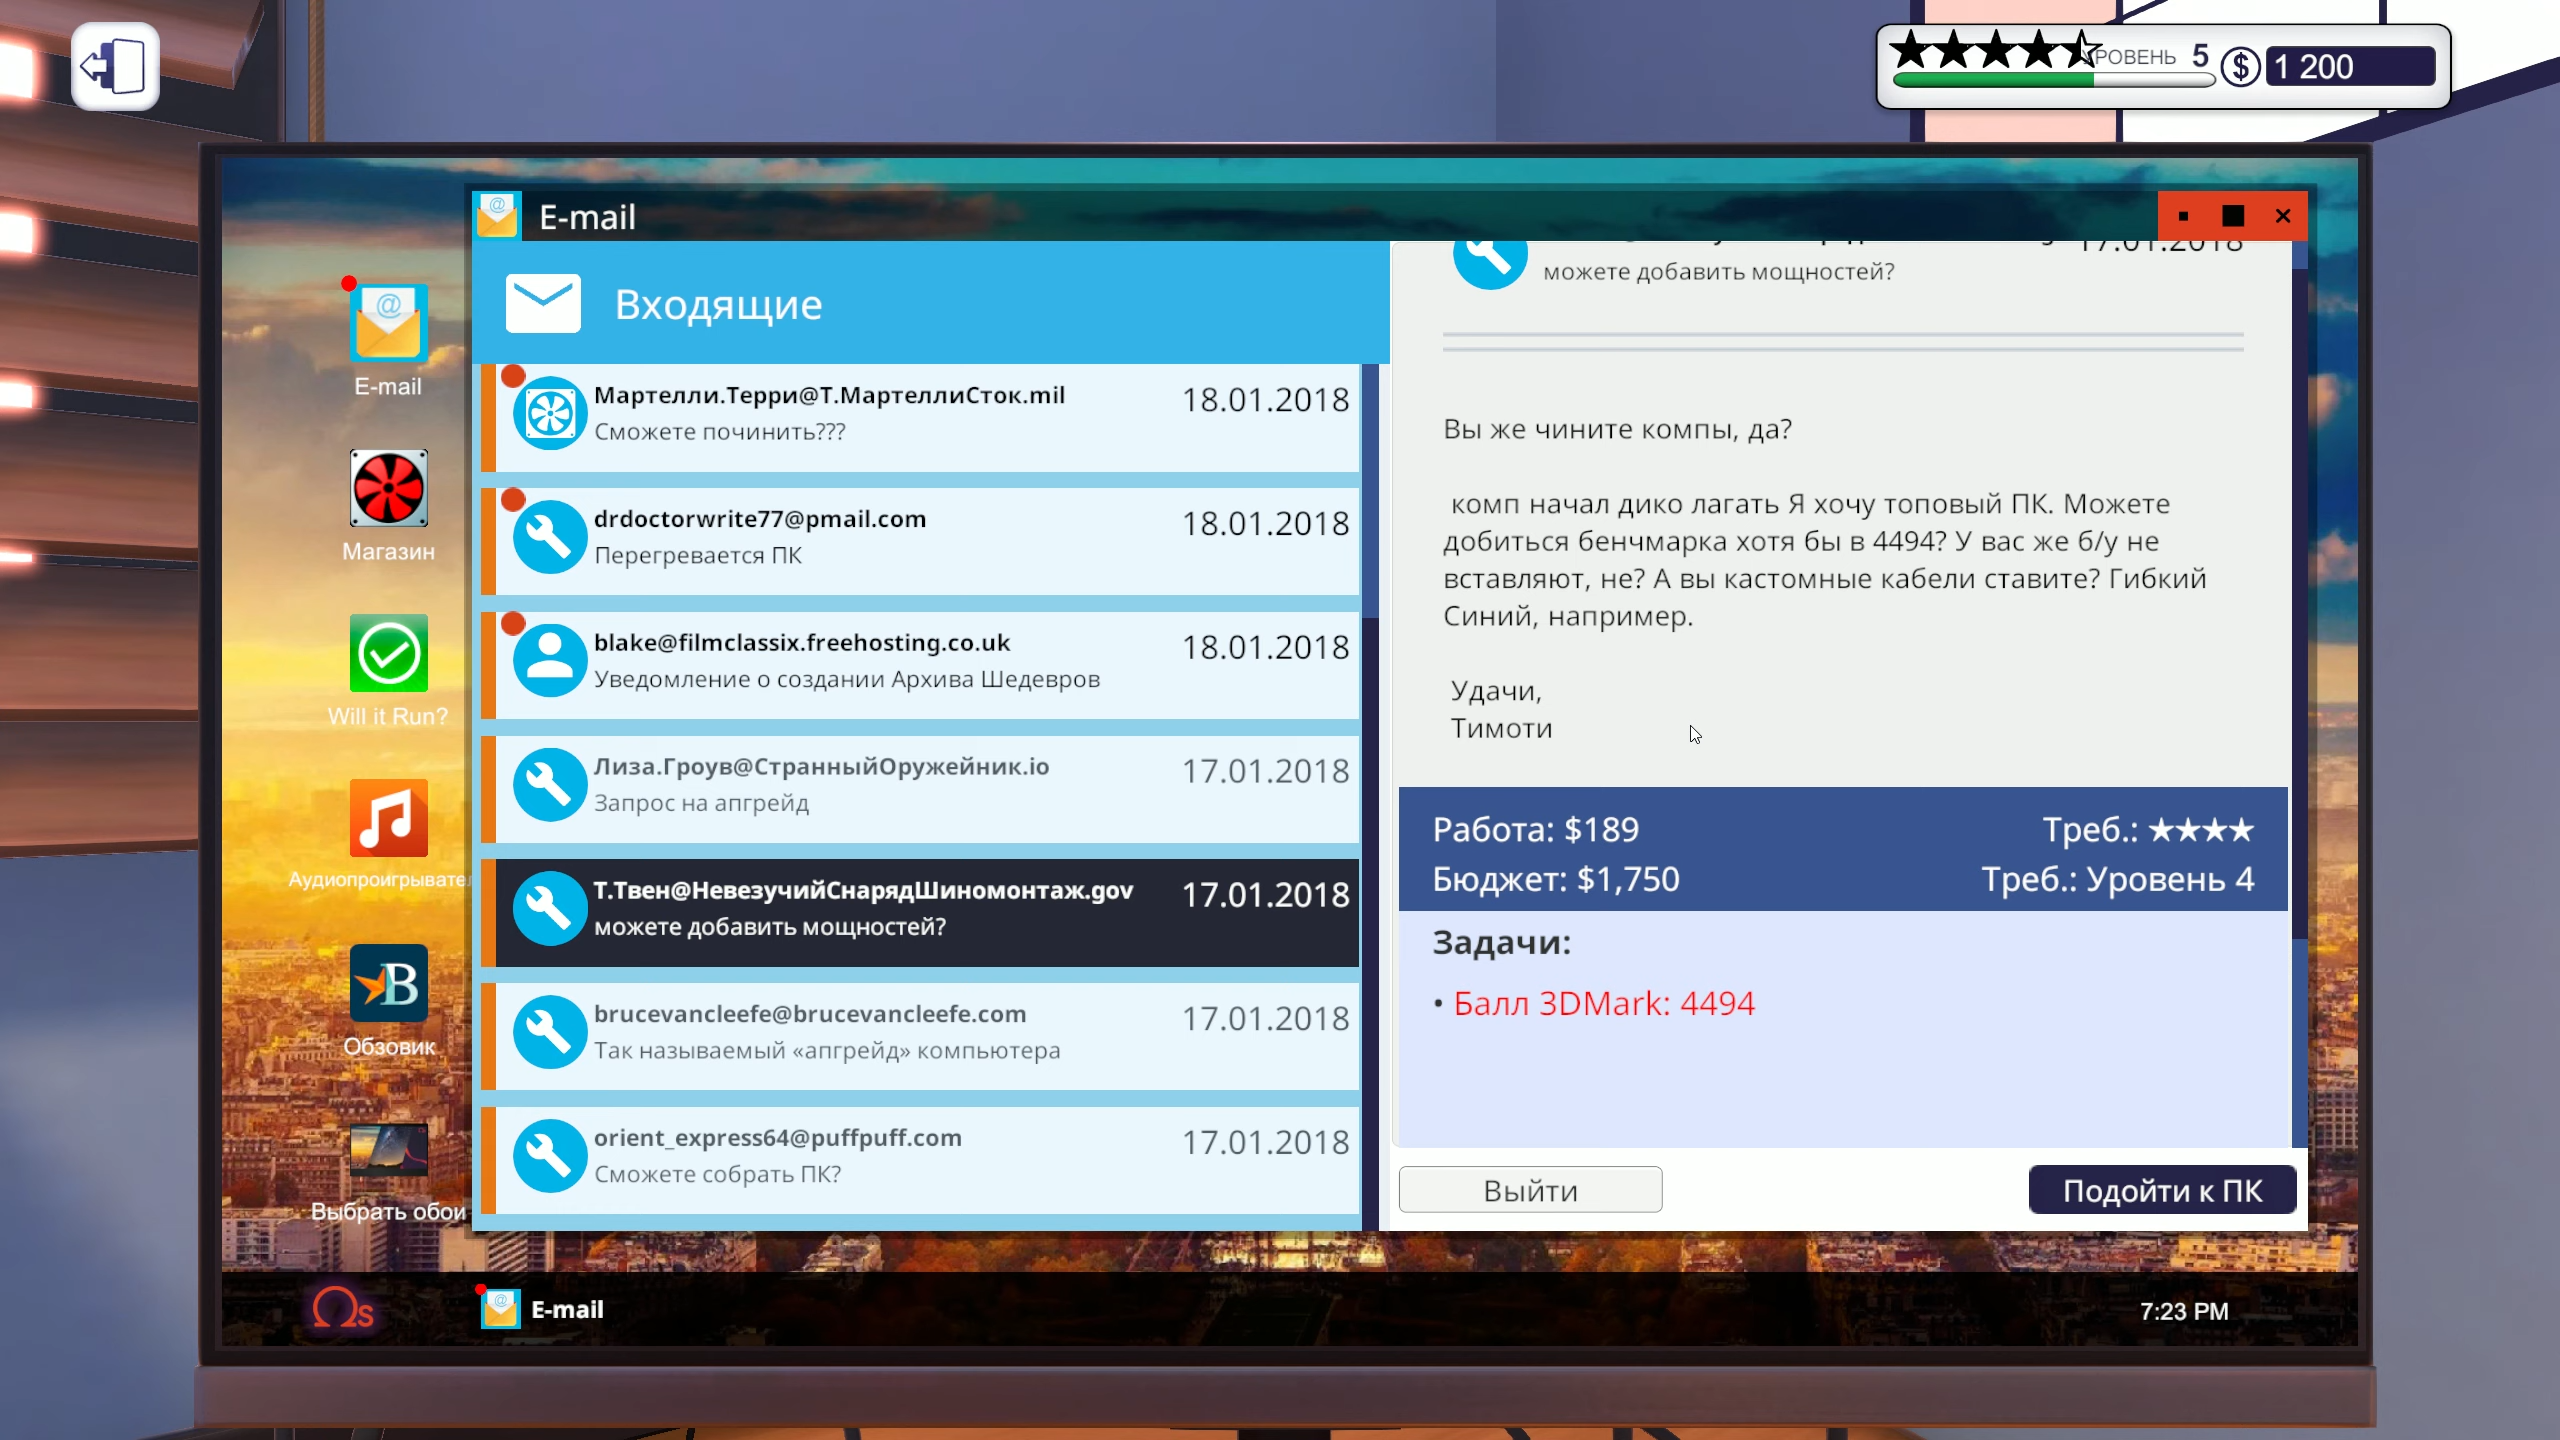 УРОВЕНЬ 5
1 200
E-mail
E-mail
Магазин
Will it Run?
Аудиопроигрывате
Обзовик
Выбрать обои
Входящие
Мартелли.Терри@Т.МартеллиСток.mil 18.01.2018
Сможете починить???
drdoctorwrite77@pmail.com 18.01.2018
Перегревается ПК
blake@filmclassix.freehosting.co.uk 18.01.2018
Уведомление о создании Архива Шедевров
Лиза.Гроув@СтранныйОружейник.io 17.01.2018
Запрос на апгрейд
Т.Твен@НевезучийСнарядШиномонтаж.gov 17.01.2018
можете добавить мощностей?
brucevancleefe@brucevancleefe.com 17.01.2018
Так называемый «апгрейд» компьютера
orient_express64@puffpuff.com 17.01.2018
Сможете собрать ПК?
17.01.2018
можете добавить мощностей?
Вы же чините компы, да?
комп начал дико лагать Я хочу топовый ПК. Можете
добиться бенчмарка хотя бы в 4494? У вас же б/у не
вставляют, не? А вы кастомные кабели ставите? Гибкий
Синий, например.
Удачи,
Тимоти
Работа: $189 Треб.: ★★★★
Бюджет: $1,750 Треб.: Уровень 4
Задачи:
• Балл 3DMark: 4494
Выйти
Подойти к ПК
Ωs
E-mail
7:23 PM